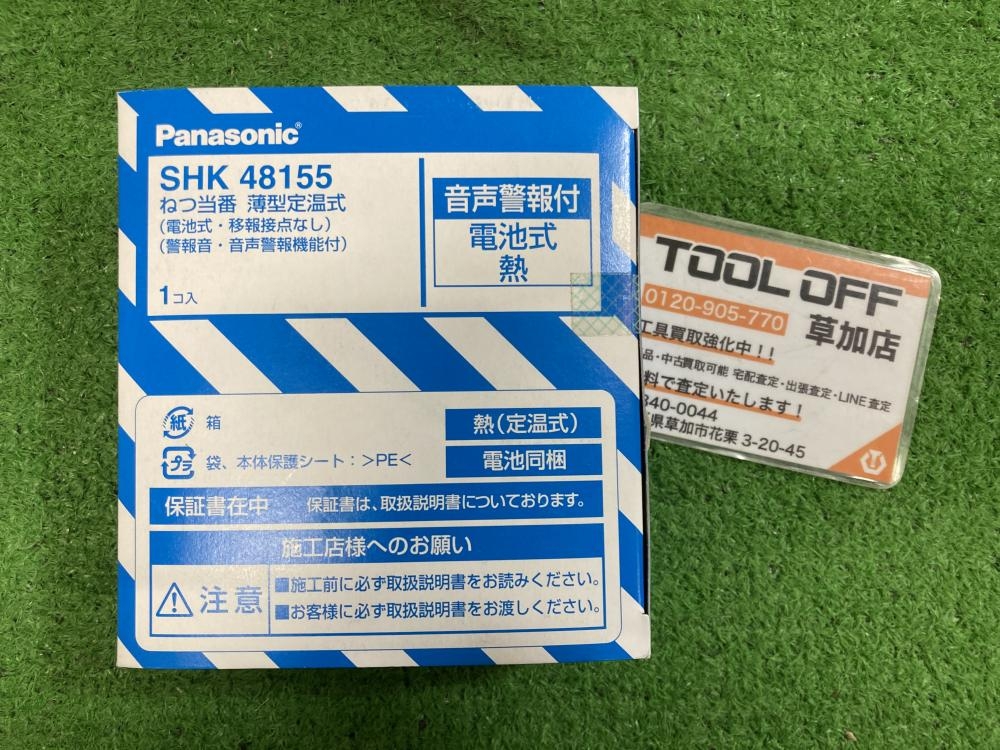 Panasonic®
SHK 48155
ねつ当番 薄型定温式
(電池式・移報接点なし)
(警報音・音声警報機能付)
1コ入
音声警報付
電池式
熱
紙 箱
プラ 袋、本体保護シート：>PE<
熱(定温式)
電池同梱
保証書在中 保証書は、取扱説明書についております。
施工店様へのお願い
注意
■施工前に必ず取扱説明書をお読みください。
■お客様に必ず取扱説明書をお渡しください。
TOOL OFF
0120-905-770
草加店
工具買取強化中!!
品・中古買取可能 宅配査定・出張査定・LINE査定
料で査定いたします!
340-0044
県草加市花栗 3-20-45